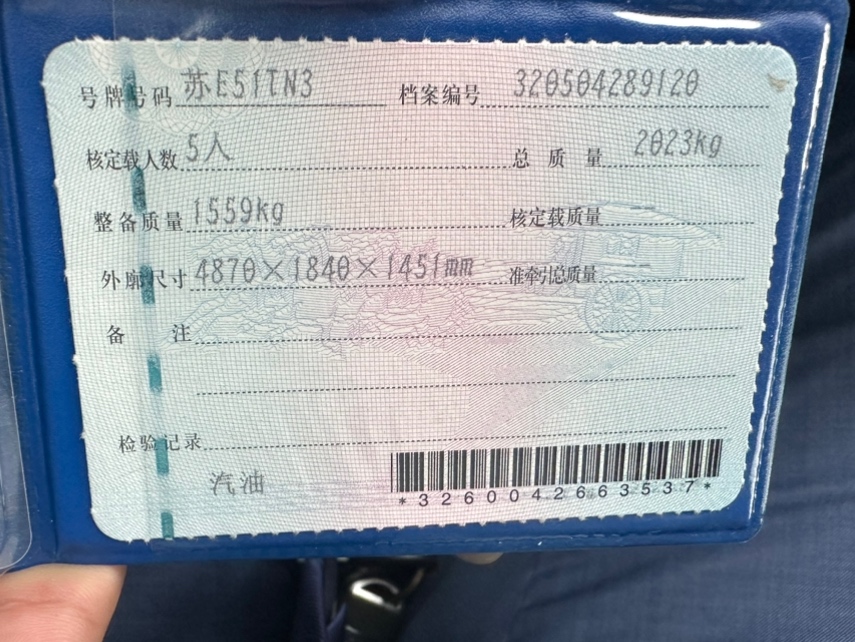 号牌号码 苏E51TN3 档案编号 320504289120
核定载人数 5人 总质量 2023kg
整备质量 1559kg 核定载质量 --
外廓尺寸 4870×1840×1451mm 准牵引总质量 --
备注
检验记录
汽油
*3260042663537*